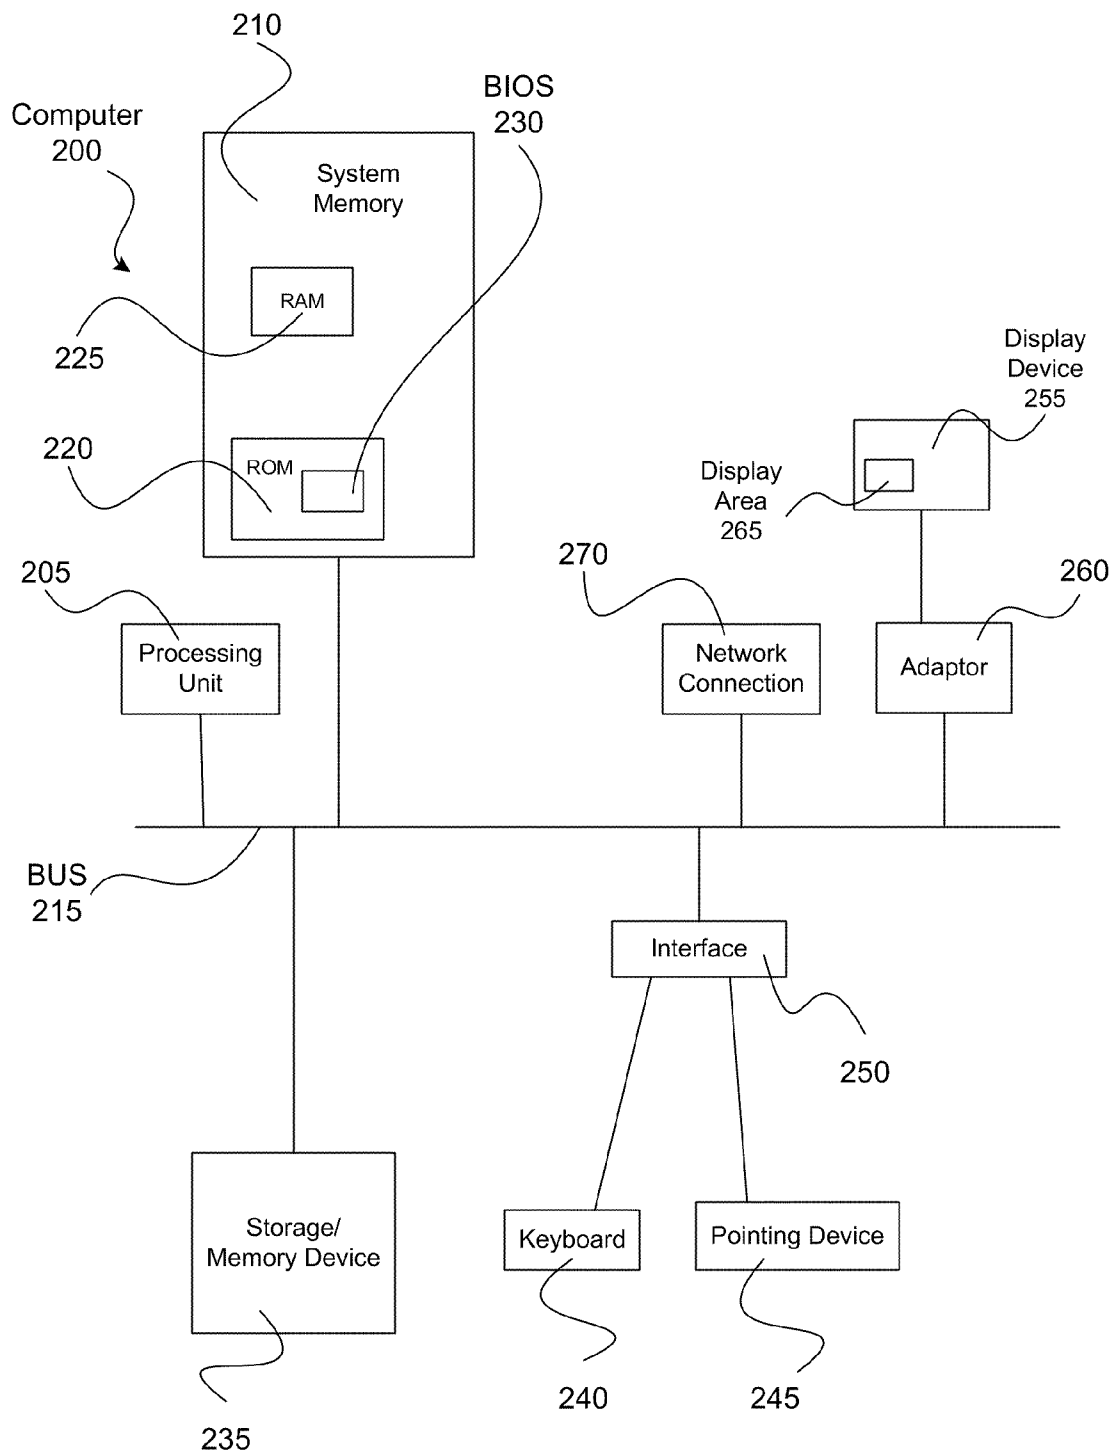 210
BIOS
230
Computer
200
System
Memory
RAM
225
Display
Device
255
220
ROM
Display
Area
265
205
270
260
Processing
Unit
Network
Connection
Adaptor
BUS
215
Interface
250
Storage/
Memory Device
Keyboard
Pointing Device
240
245
235